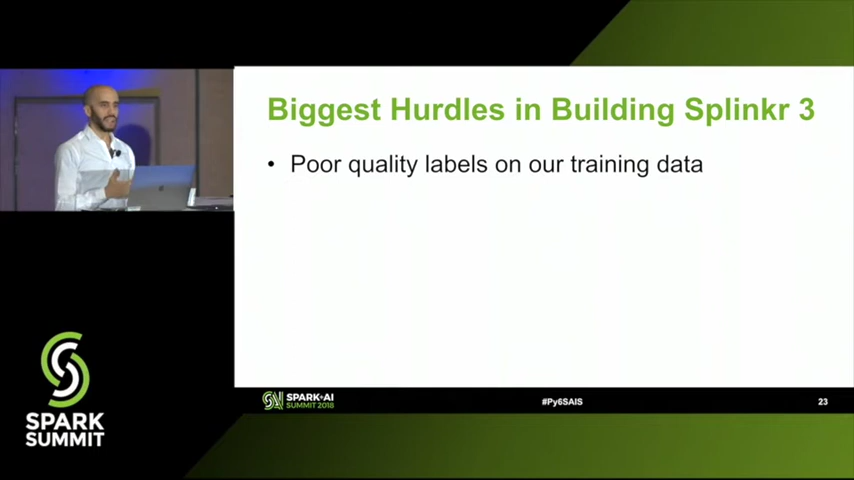 Biggest Hurdles in Building Splinkr 3
• Poor quality labels on our training data
SPARK SUMMIT
SPARK+AI
SUMMIT 2018
#Py6SAIS
23